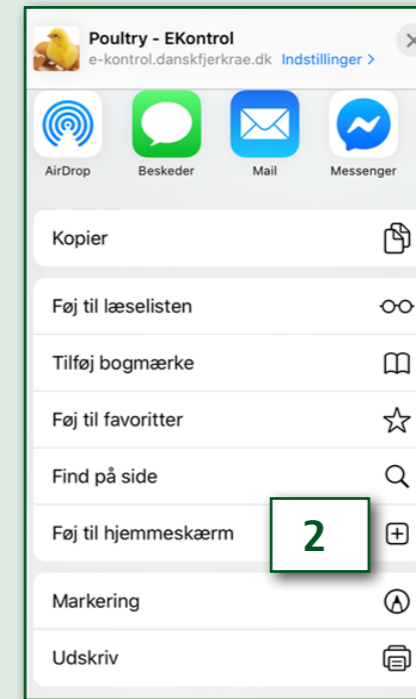 Poultry - EKontrol
e-kontrol.danskfjerkrae.dk Indstillinger >
AirDrop Beskeder Mail Messenger
Kopier
Føj til læselisten
Tilføj bogmærke
Føj til favoritter
Find på side
Føj til hjemmeskærm 2
Markering
Udskriv